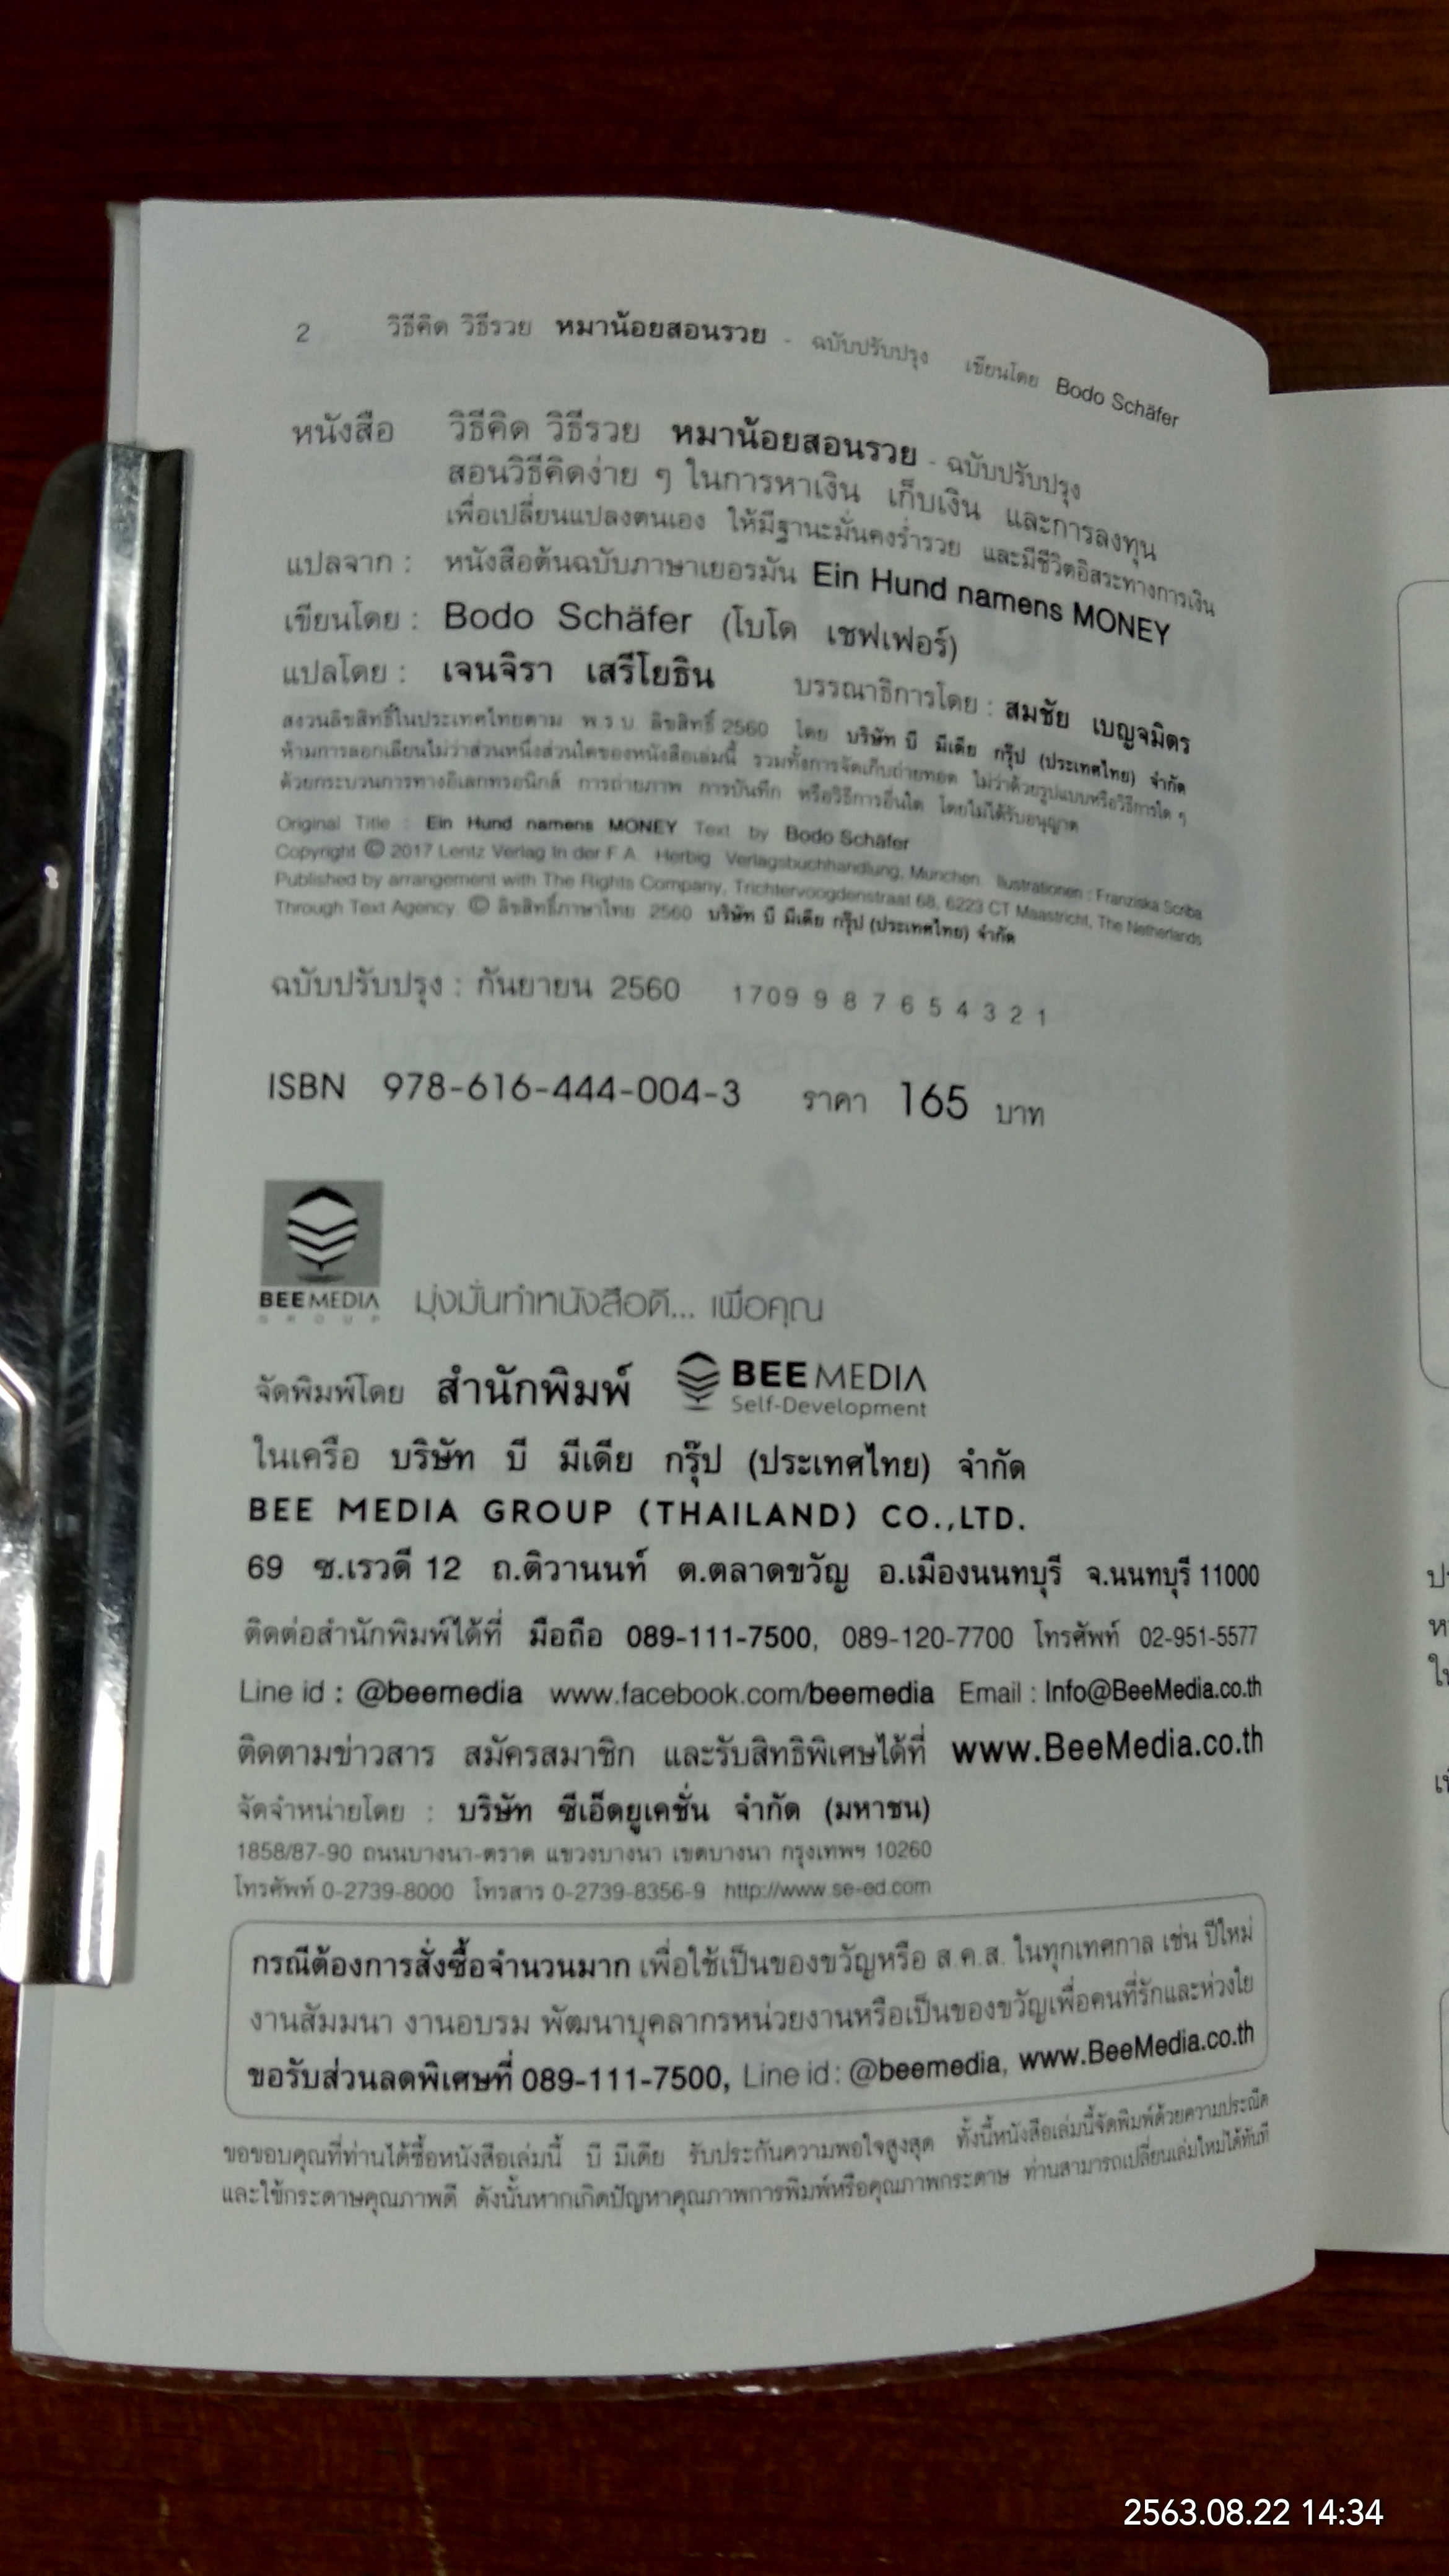 2 วิธีคิด วิธีรวย หมาน้อยสอนรวย - ฉบับปรับปรุง เขียนโดย Bodo Schäfer
หนังสือ วิธีคิด วิธีรวย หมาน้อยสอนรวย - ฉบับปรับปรุง
สอนวิธีคิดง่าย ๆ ในการหาเงิน เก็บเงิน และการลงทุน
เพื่อเปลี่ยนแปลงตนเอง ให้มีฐานะมั่นคงร่ำรวย และมีชีวิตอิสระทางการเงิน
แปลจาก : หนังสือต้นฉบับภาษาเยอรมัน Ein Hund namens MONEY
เขียนโดย : Bodo Schäfer (โบโด เชฟเฟอร์)
แปลโดย : เจนจิรา เสรีโยธิน บรรณาธิการโดย : สมชัย เบญจมิตร
สงวนลิขสิทธิ์ในประเทศไทยตาม พ.ร.บ. ลิขสิทธิ์ 2560 โดย บริษัท บี มีเดีย กรุ๊ป (ประเทศไทย) จำกัด
ห้ามการลอกเลียนไม่ว่าส่วนหนึ่งส่วนใดของหนังสือเล่มนี้ รวมทั้งการจัดเก็บถ่ายทอด ไม่ว่าด้วยรูปแบบหรือวิธีการใด ๆ
ด้วยกระบวนการทางอิเลกทรอนิกส์ การถ่ายภาพ การบันทึก หรือวิธีการอื่นใด โดยไม่ได้รับอนุญาต
Original Title : Ein Hund namens MONEY Text by Bodo Schäfer
Copyright © 2017 Lentz Verlag In der F.A. Herbig Verlagsbuchhandlung, Munchen. Ilustrationen : Franziska Scriba
Published by arrangement with The Rights Company, Trichtervoogdenstraat 68, 6223 CT Maastricht, The Netherlands
Through Text Agency. © ลิขสิทธิ์ภาษาไทย 2560 บริษัท บี มีเดีย กรุ๊ป (ประเทศไทย) จำกัด
ฉบับปรับปรุง : กันยายน 2560 1709 9 8 7 6 5 4 3 2 1
ISBN 978-616-444-004-3 ราคา 165 บาท
BEE MEDIA
GROUP
มุ่งมั่นทำหนังสือดี... เพื่อคุณ
จัดพิมพ์โดย สำนักพิมพ์ BEE MEDIA
Self-Development
ในเครือ บริษัท บี มีเดีย กรุ๊ป (ประเทศไทย) จำกัด
BEE MEDIA GROUP (THAILAND) CO.,LTD.
69 ซ.เรวดี 12 ถ.ติวานนท์ ต.ตลาดขวัญ อ.เมืองนนทบุรี จ.นนทบุรี 11000
ติดต่อสำนักพิมพ์ได้ที่ มือถือ 089-111-7500, 089-120-7700 โทรศัพท์ 02-951-5577
Line id : @beemedia www.facebook.com/beemedia Email : Info@BeeMedia.co.th
ติดตามข่าวสาร สมัครสมาชิก และรับสิทธิพิเศษได้ที่ www.BeeMedia.co.th
จัดจำหน่ายโดย : บริษัท ซีเอ็ดยูเคชั่น จำกัด (มหาชน)
1858/87-90 ถนนบางนา-ตราด แขวงบางนา เขตบางนา กรุงเทพฯ 10260
โทรศัพท์ 0-2739-8000 โทรสาร 0-2739-8356-9 http://www.se-ed.com
กรณีต้องการสั่งซื้อจำนวนมาก เพื่อใช้เป็นของขวัญหรือ ส.ค.ส. ในทุกเทศกาล เช่น ปีใหม่
งานสัมมนา งานอบรม พัฒนาบุคลากรหน่วยงานหรือเป็นของขวัญเพื่อคนที่รักและห่วงใย
ขอรับส่วนลดพิเศษที่ 089-111-7500, Line id : @beemedia, www.BeeMedia.co.th
ขอขอบคุณที่ท่านได้ซื้อหนังสือเล่มนี้ บี มีเดีย รับประกันความพอใจสูงสุด ทั้งนี้หนังสือเล่มนี้จัดพิมพ์ด้วยความประณีต
และใช้กระดาษคุณภาพดี ดังนั้นหากเกิดปัญหาคุณภาพการพิมพ์หรือคุณภาพกระดาษ ท่านสามารถเปลี่ยนเล่มใหม่ได้ทันที
2563.08.22 14:34